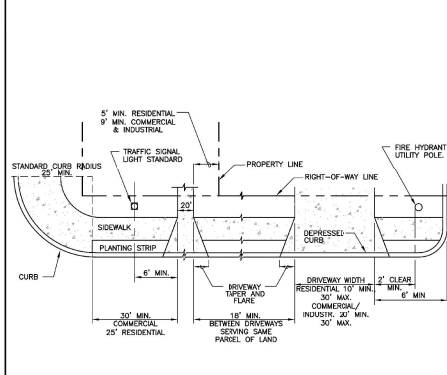 5' MIN. RESIDENTIAL
9' MIN. COMMERCIAL
& INDUSTRIAL
TRAFFIC SIGNAL
LIGHT STANDARD
FIRE HYDRANT
UTILITY POLE.
STANDARD CURB RADIUS
25' MIN.
PROPERTY LINE
RIGHT-OF-WAY LINE
20'
SIDEWALK
DEPRESSED
CURB
PLANTING STRIP
CURB
6' MIN.
DRIVEWAY
TAPER AND
FLARE
DRIVEWAY WIDTH
RESIDENTIAL 10' MIN.
30' MAX.
COMMERCIAL/
INDUSTR. 20' MIN.
30' MAX.
2' CLEAR
MIN.
6' MIN
30' MIN.
COMMERCIAL
25' RESIDENTIAL
18' MIN.
BETWEEN DRIVEWAYS
SERVING SAME
PARCEL OF LAND